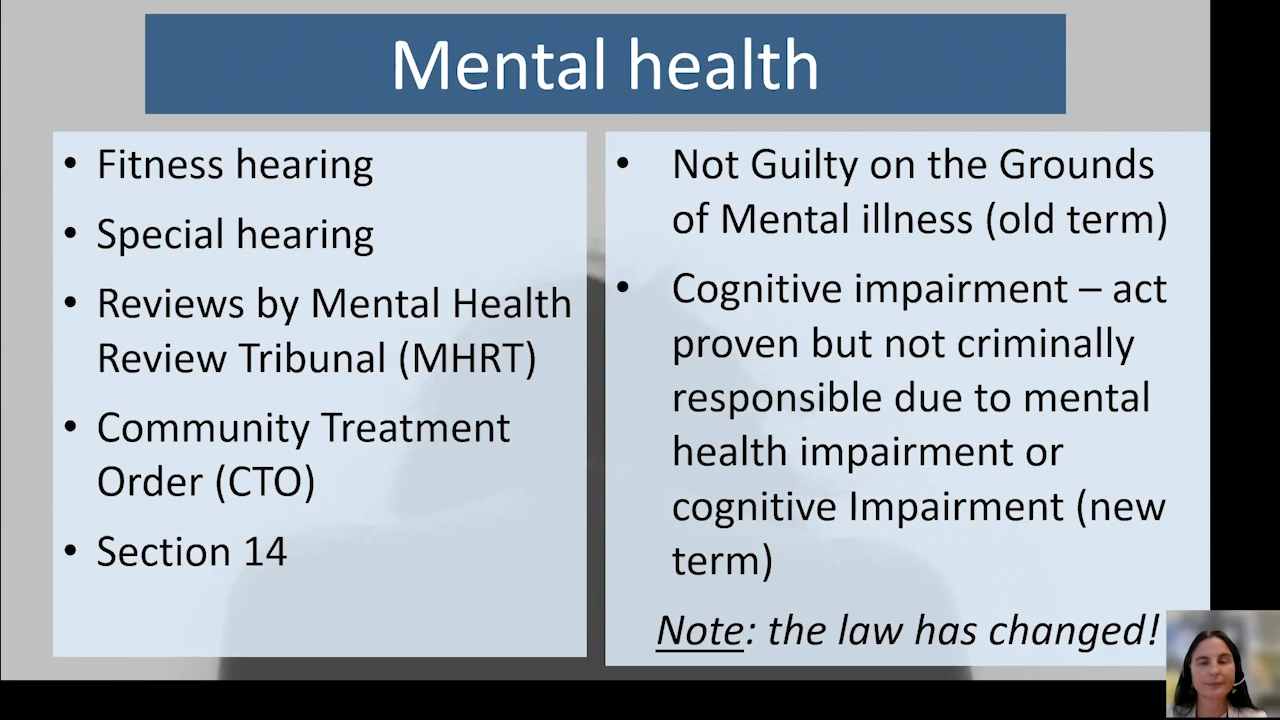 Mental health
• Fitness hearing
• Special hearing
• Reviews by Mental Health
Review Tribunal (MHRT)
• Community Treatment
Order (CTO)
• Section 14
• Not Guilty on the Grounds
of Mental illness (old term)
• Cognitive impairment – act
proven but not criminally
responsible due to mental
health impairment or
cognitive Impairment (new
term)
Note: the law has changed!